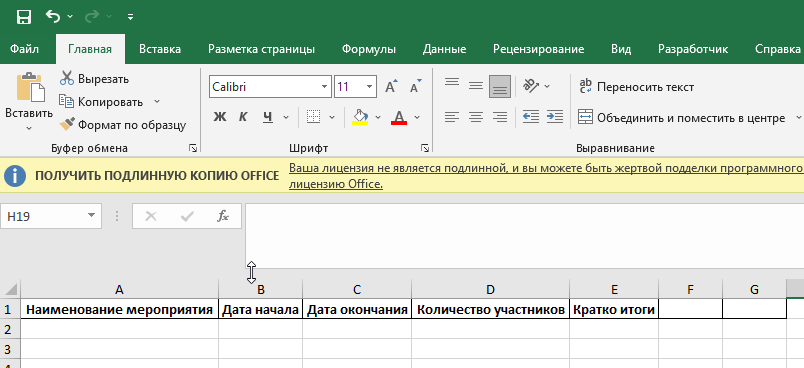 Файл Главная Вставка Разметка страницы Формулы Данные Рецензирование Вид Разработчик Справка
Вставить
Вырезать
Копировать
Формат по образцу
Буфер обмена
Calibri 11 A A
Ж К Ч А
Шрифт
ab Переносить текст
Объединить и поместить в центре
Выравнивание
ПОЛУЧИТЬ ПОДЛИННУЮ КОПИЮ OFFICE Ваша лицензия не является подлинной, и вы можете быть жертвой подделки программного
лицензию Office.
H19 fx
A B C D E F G
1 Наименование мероприятия Дата начала Дата окончания Количество участников Кратко итоги
2
3